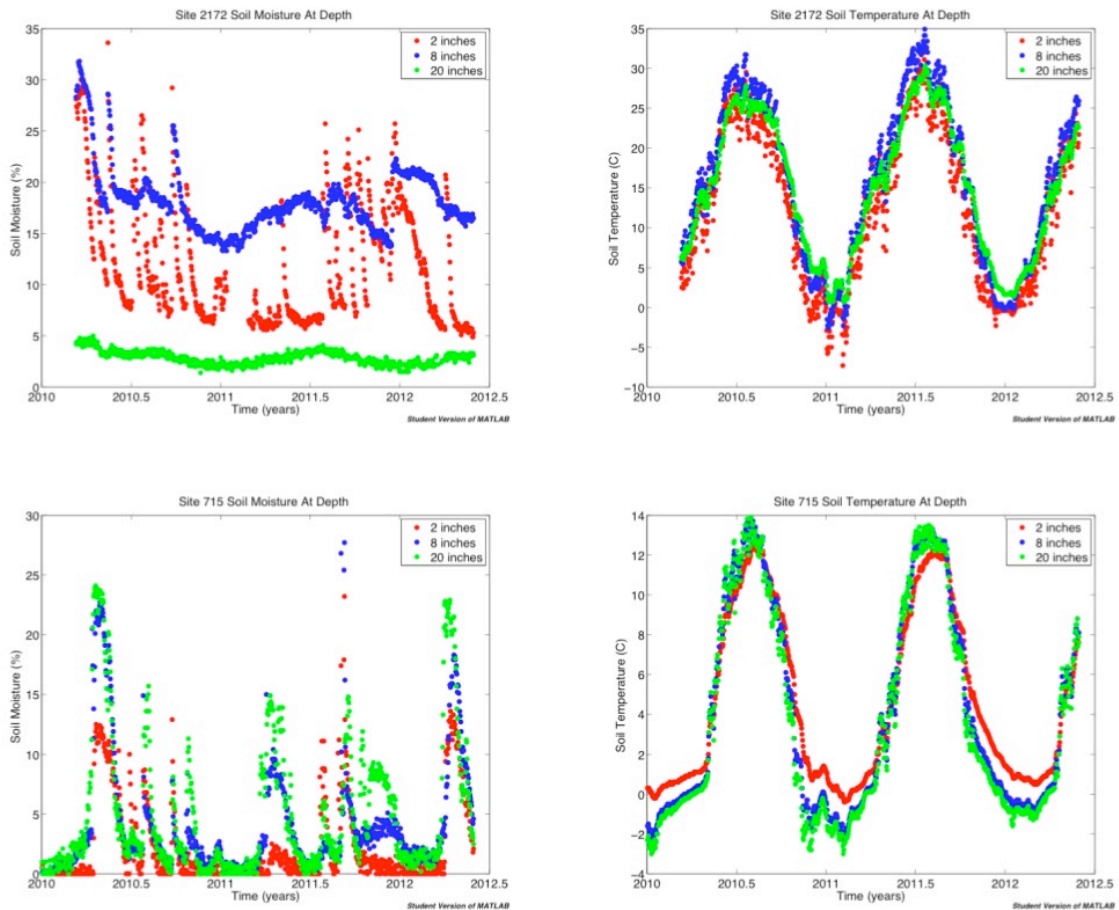 Site 2172 Soil Moisture At Depth
35
30
25
20
15
10
5
0
Soil Moisture (%)
2 inches
8 inches
20 inches
2010 2010.5 2011 2011.5 2012 2012.5
Time (years)
Student Version of MATLAB
Site 2172 Soil Temperature At Depth
35
30
25
20
15
10
5
0
−5
−10
Soil Temperature (C)
2 inches
8 inches
20 inches
2010 2010.5 2011 2011.5 2012 2012.5
Time (years)
Student Version of MATLAB
Site 715 Soil Moisture At Depth
30
25
20
15
10
5
0
Soil Moisture (%)
2 inches
8 inches
20 inches
2010 2010.5 2011 2011.5 2012 2012.5
Time (years)
Student Version of MATLAB
Site 715 Soil Temperature At Depth
14
12
10
8
6
4
2
0
−2
−4
Soil Temperature (C)
2 inches
8 inches
20 inches
2010 2010.5 2011 2011.5 2012 2012.5
Time (years)
Student Version of MATLAB